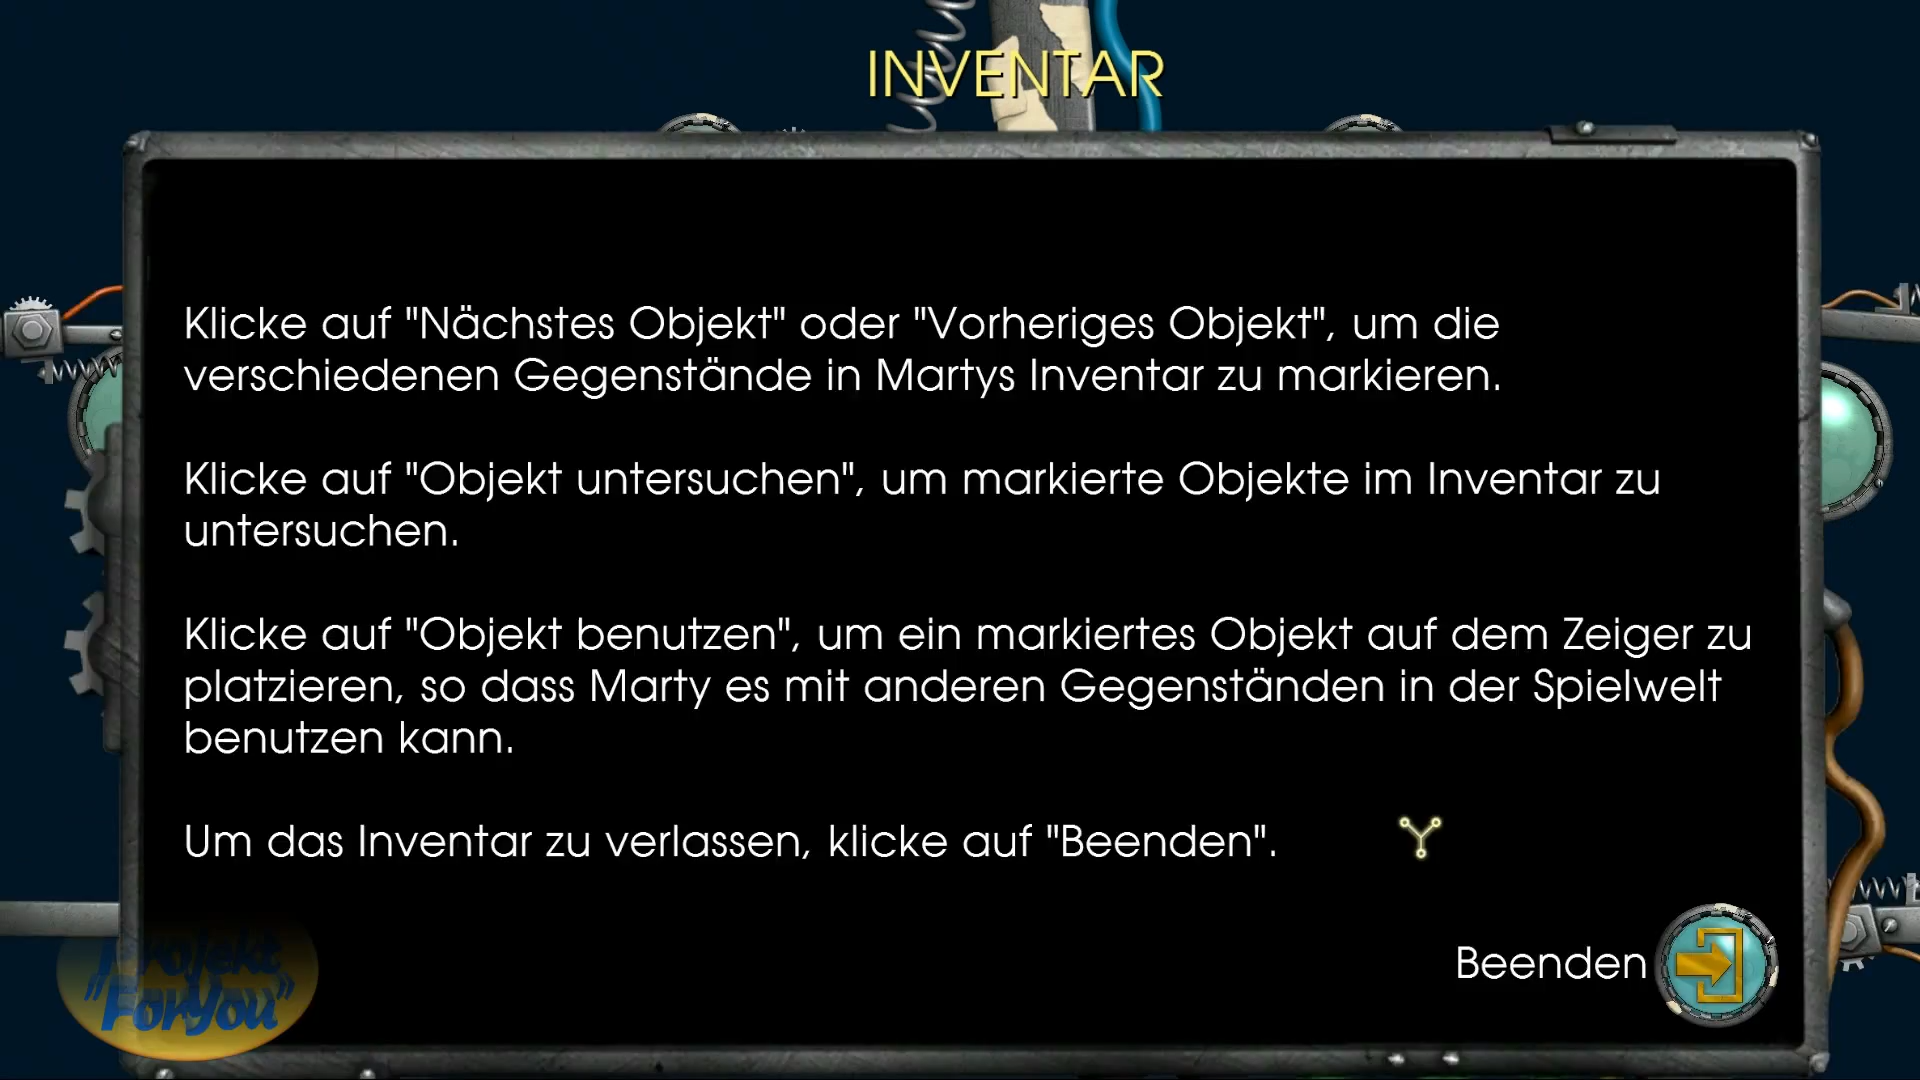 INVENTAR
Klicke auf "Nächstes Objekt" oder "Vorheriges Objekt", um die
verschiedenen Gegenstände in Martys Inventar zu markieren.
Klicke auf "Objekt untersuchen", um markierte Objekte im Inventar zu
untersuchen.
Klicke auf "Objekt benutzen", um ein markiertes Objekt auf dem Zeiger zu
platzieren, so dass Marty es mit anderen Gegenständen in der Spielwelt
benutzen kann.
Um das Inventar zu verlassen, klicke auf "Beenden".
Beenden
Projekt
"ForYou"